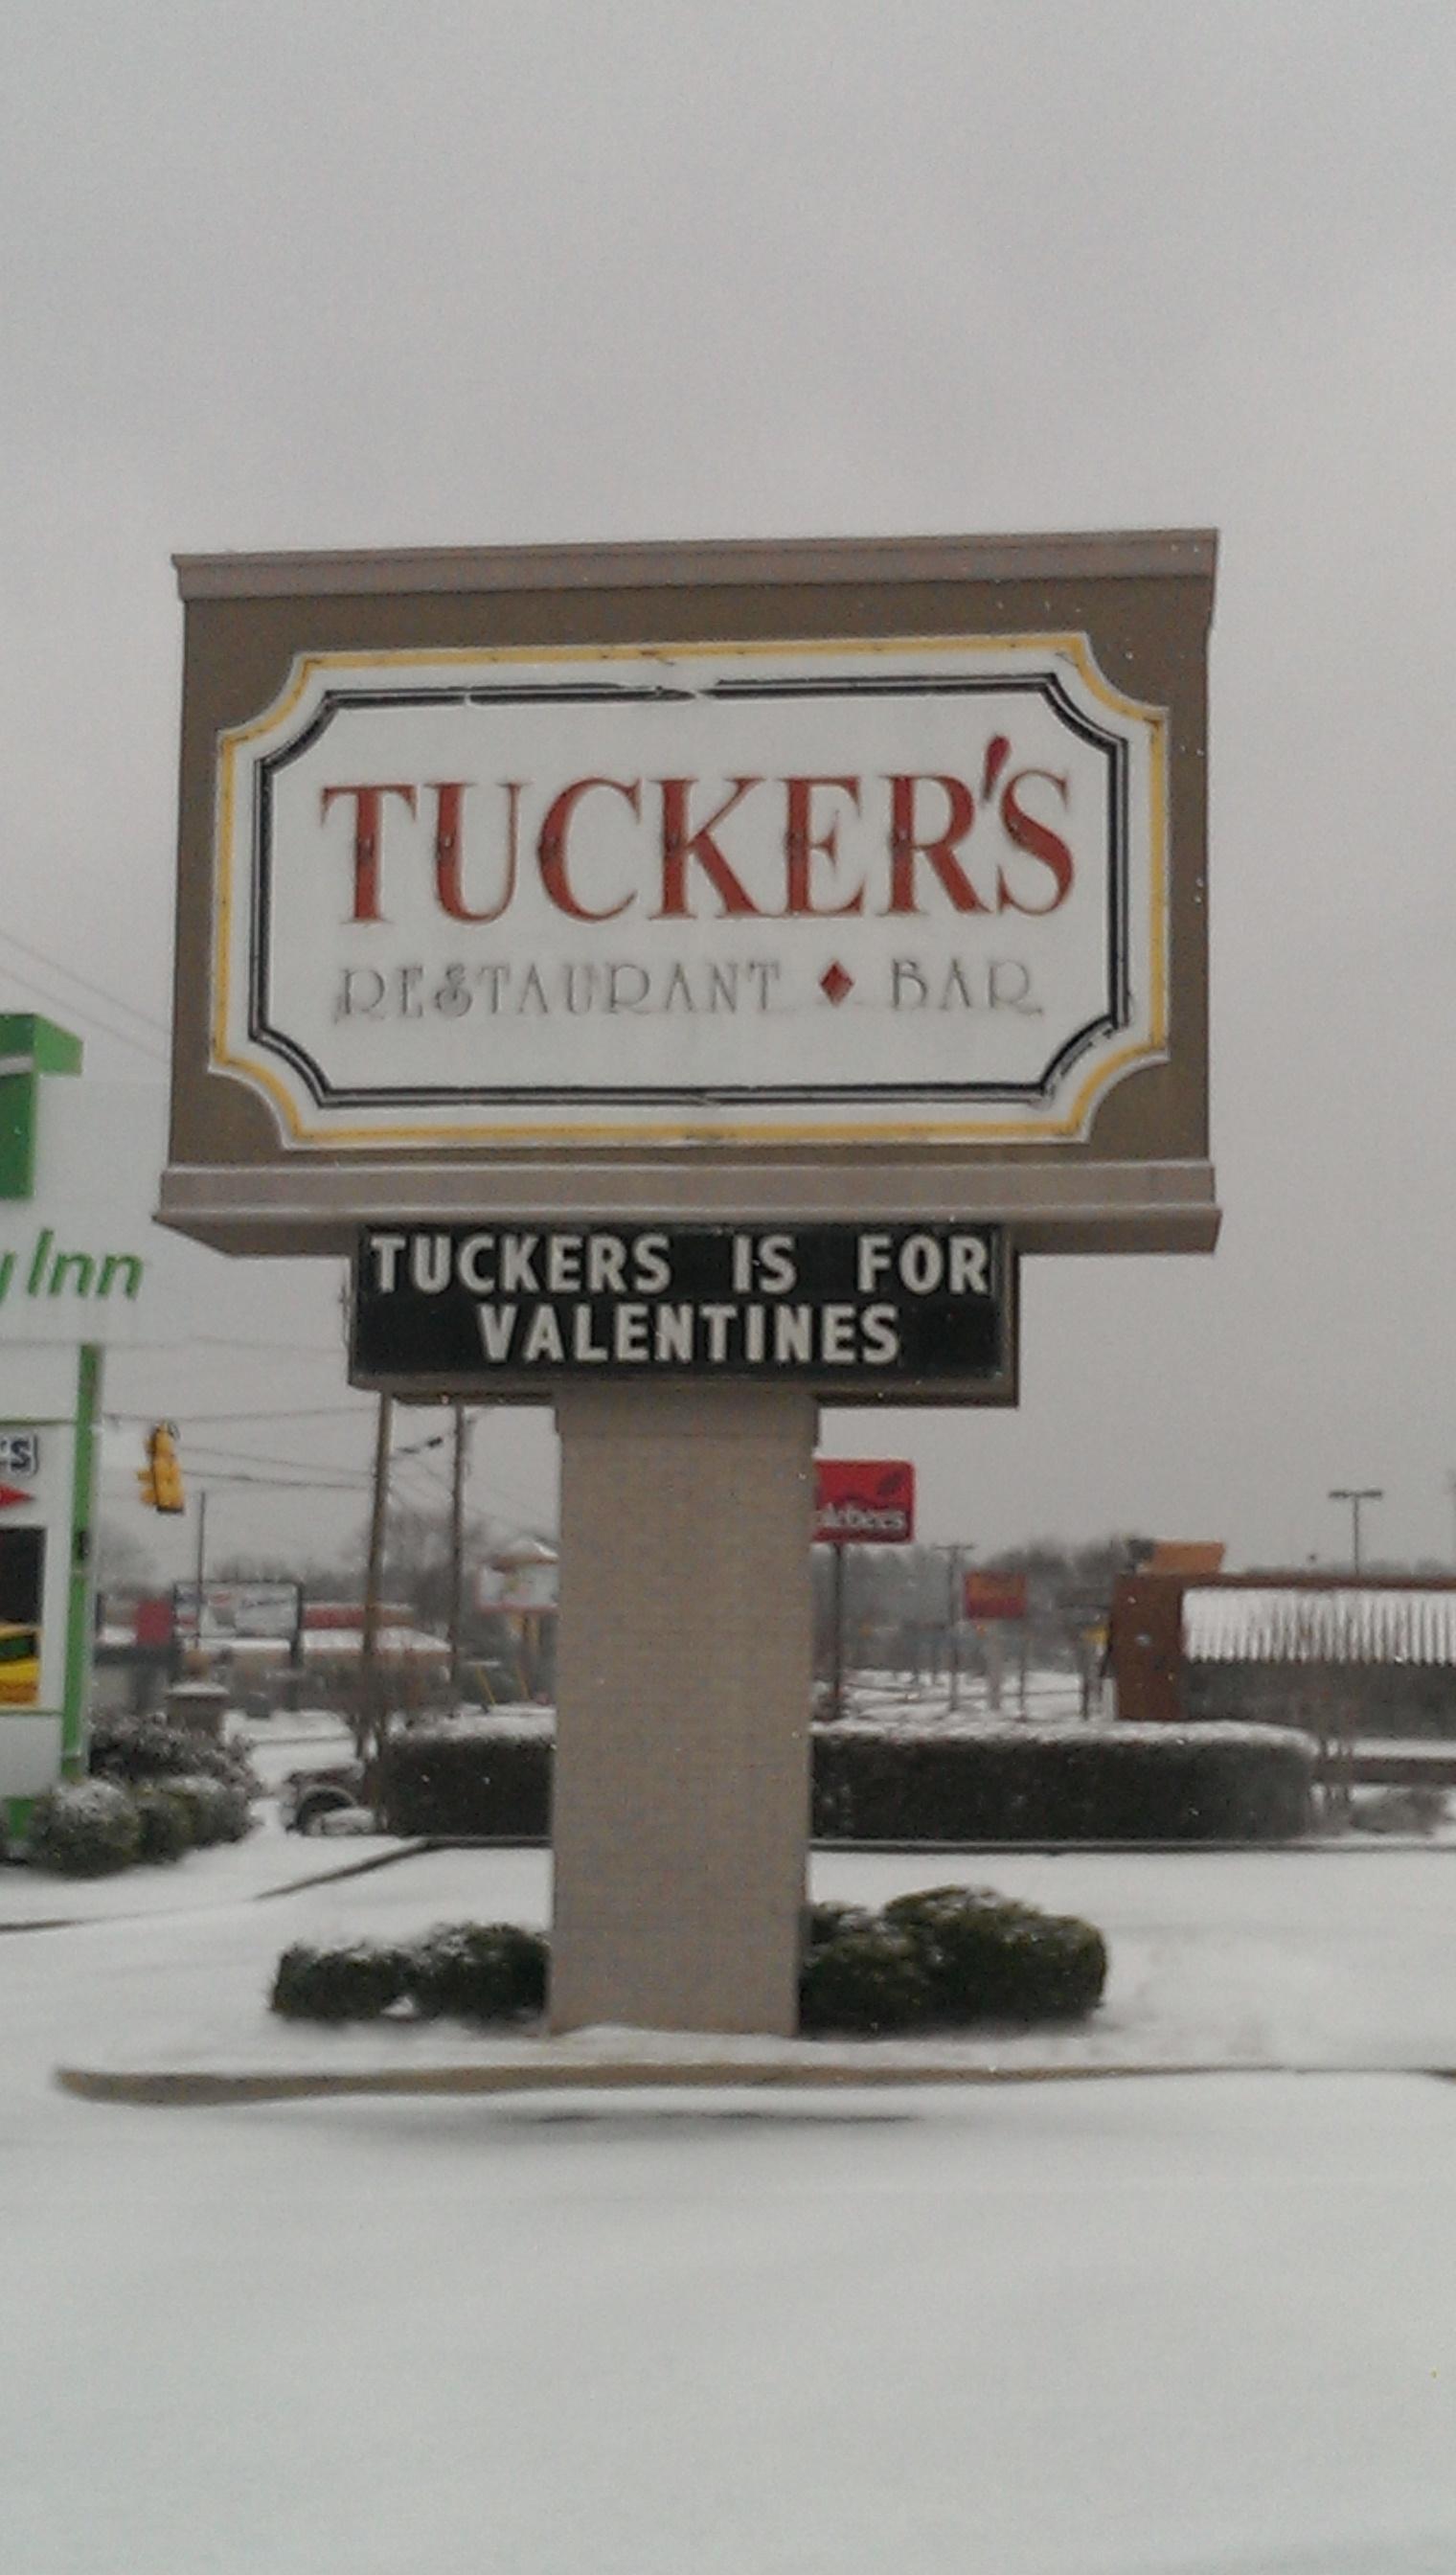 TUCKER'S
RESTAURANT ♦ BAR
TUCKERS IS FOR
VALENTINES
Inn